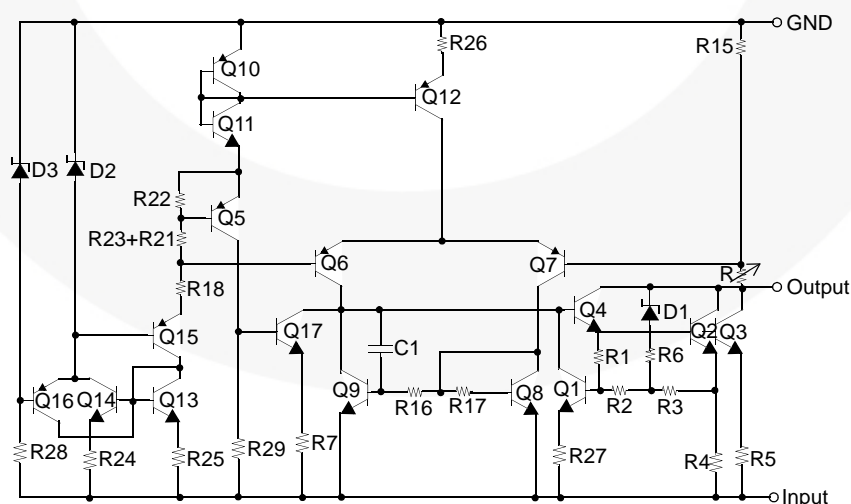 GND
R26
R15
Q10
Q12
Q11
D3
D2
R22
Q5
R23+R21
Q6
Q7
R
R18
Output
Q4
D1
Q2
Q3
Q15
Q17
C1
R1
R6
Q16
Q14
Q13
Q9
Q8
Q1
R16
R17
R2
R3
R28
R24
R25
R29
R7
R27
R4
R5
Input